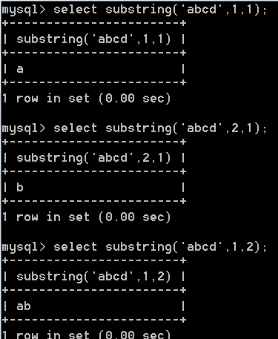 mysql> select substring('abcd',1,1);
+---------------------+
| substring('abcd',1,1) |
+---------------------+
| a                   |
+---------------------+
1 row in set (0.00 sec)
mysql> select substring('abcd',2,1);
+---------------------+
| substring('abcd',2,1) |
+---------------------+
| b                   |
+---------------------+
1 row in set (0.00 sec)
mysql> select substring('abcd',1,2);
+---------------------+
| substring('abcd',1,2) |
+---------------------+
| ab                  |
+---------------------+
1 row in set (0.00 sec)